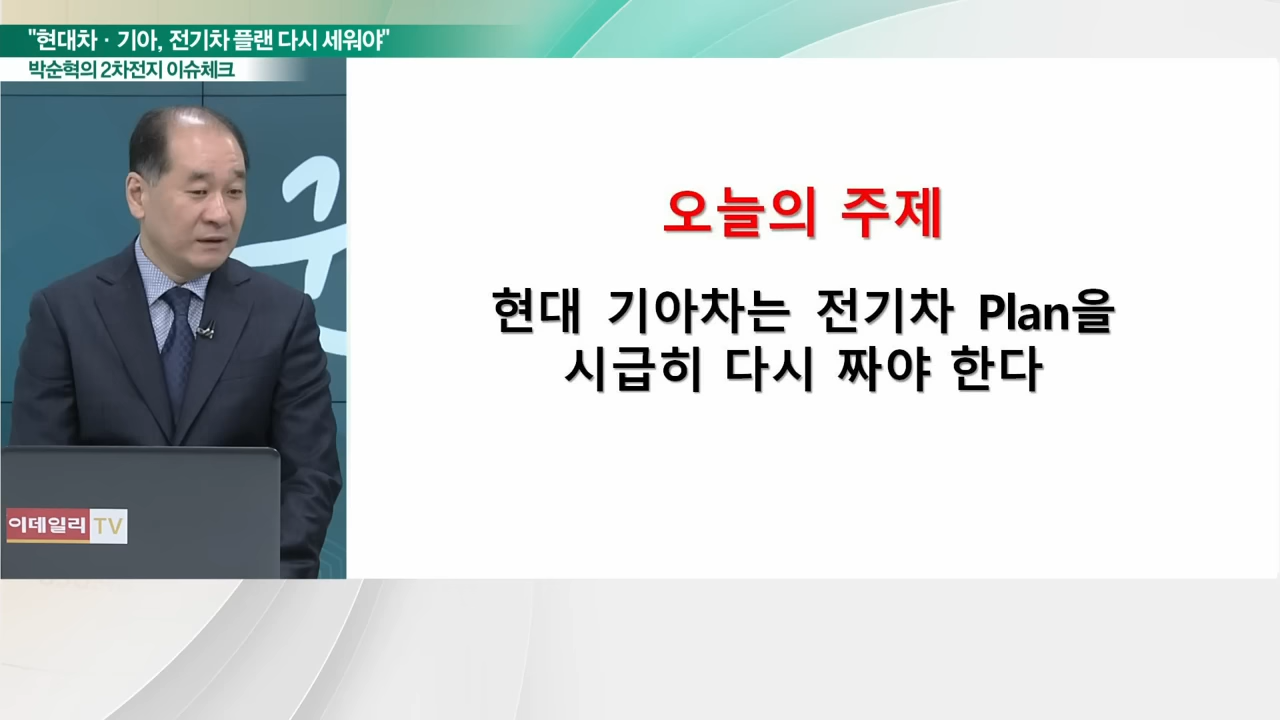 "현대차 · 기아, 전기차 플랜 다시 세워야"
박순혁의 2차전지 이슈체크
오늘의 주제
현대 기아차는 전기차 Plan을
시급히 다시 짜야 한다
이데일리 TV